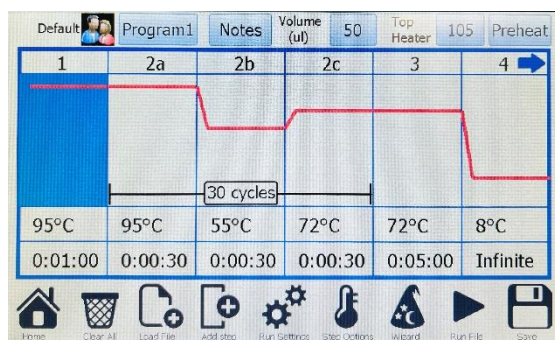 Default Program1 Notes Volume (ul) 50 Top Heater 105 Preheat
1 2a 2b 2c 3 4
30 cycles
95°C 95°C 55°C 72°C 72°C 8°C
0:01:00 0:00:30 0:00:30 0:00:30 0:05:00 Infinite
Home Clear All Load File Add step Run Settings Step Options Wizard Run File Save